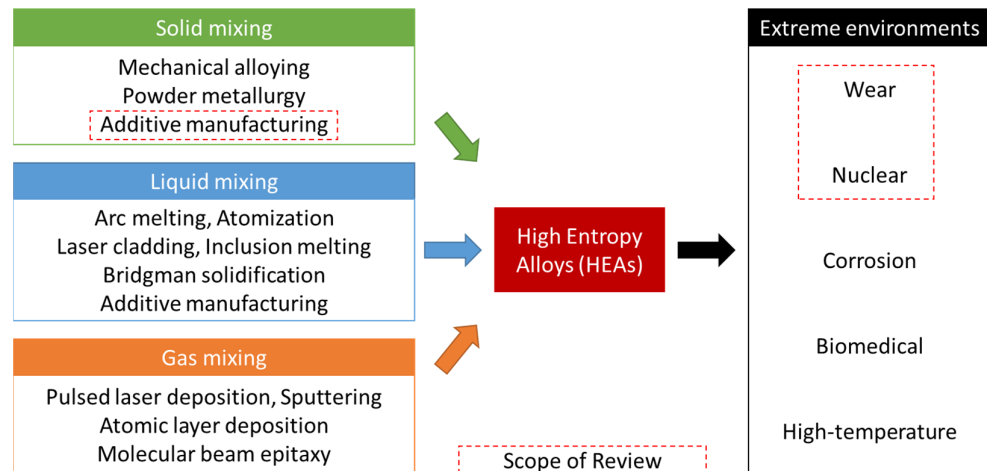 Solid mixing
Mechanical alloying
Powder metallurgy
Additive manufacturing
Liquid mixing
Arc melting, Atomization
Laser cladding, Inclusion melting
Bridgman solidification
Additive manufacturing
Gas mixing
Pulsed laser deposition, Sputtering
Atomic layer deposition
Molecular beam epitaxy
High Entropy
Alloys (HEAs)
Scope of Review
Extreme environments
Wear
Nuclear
Corrosion
Biomedical
High-temperature